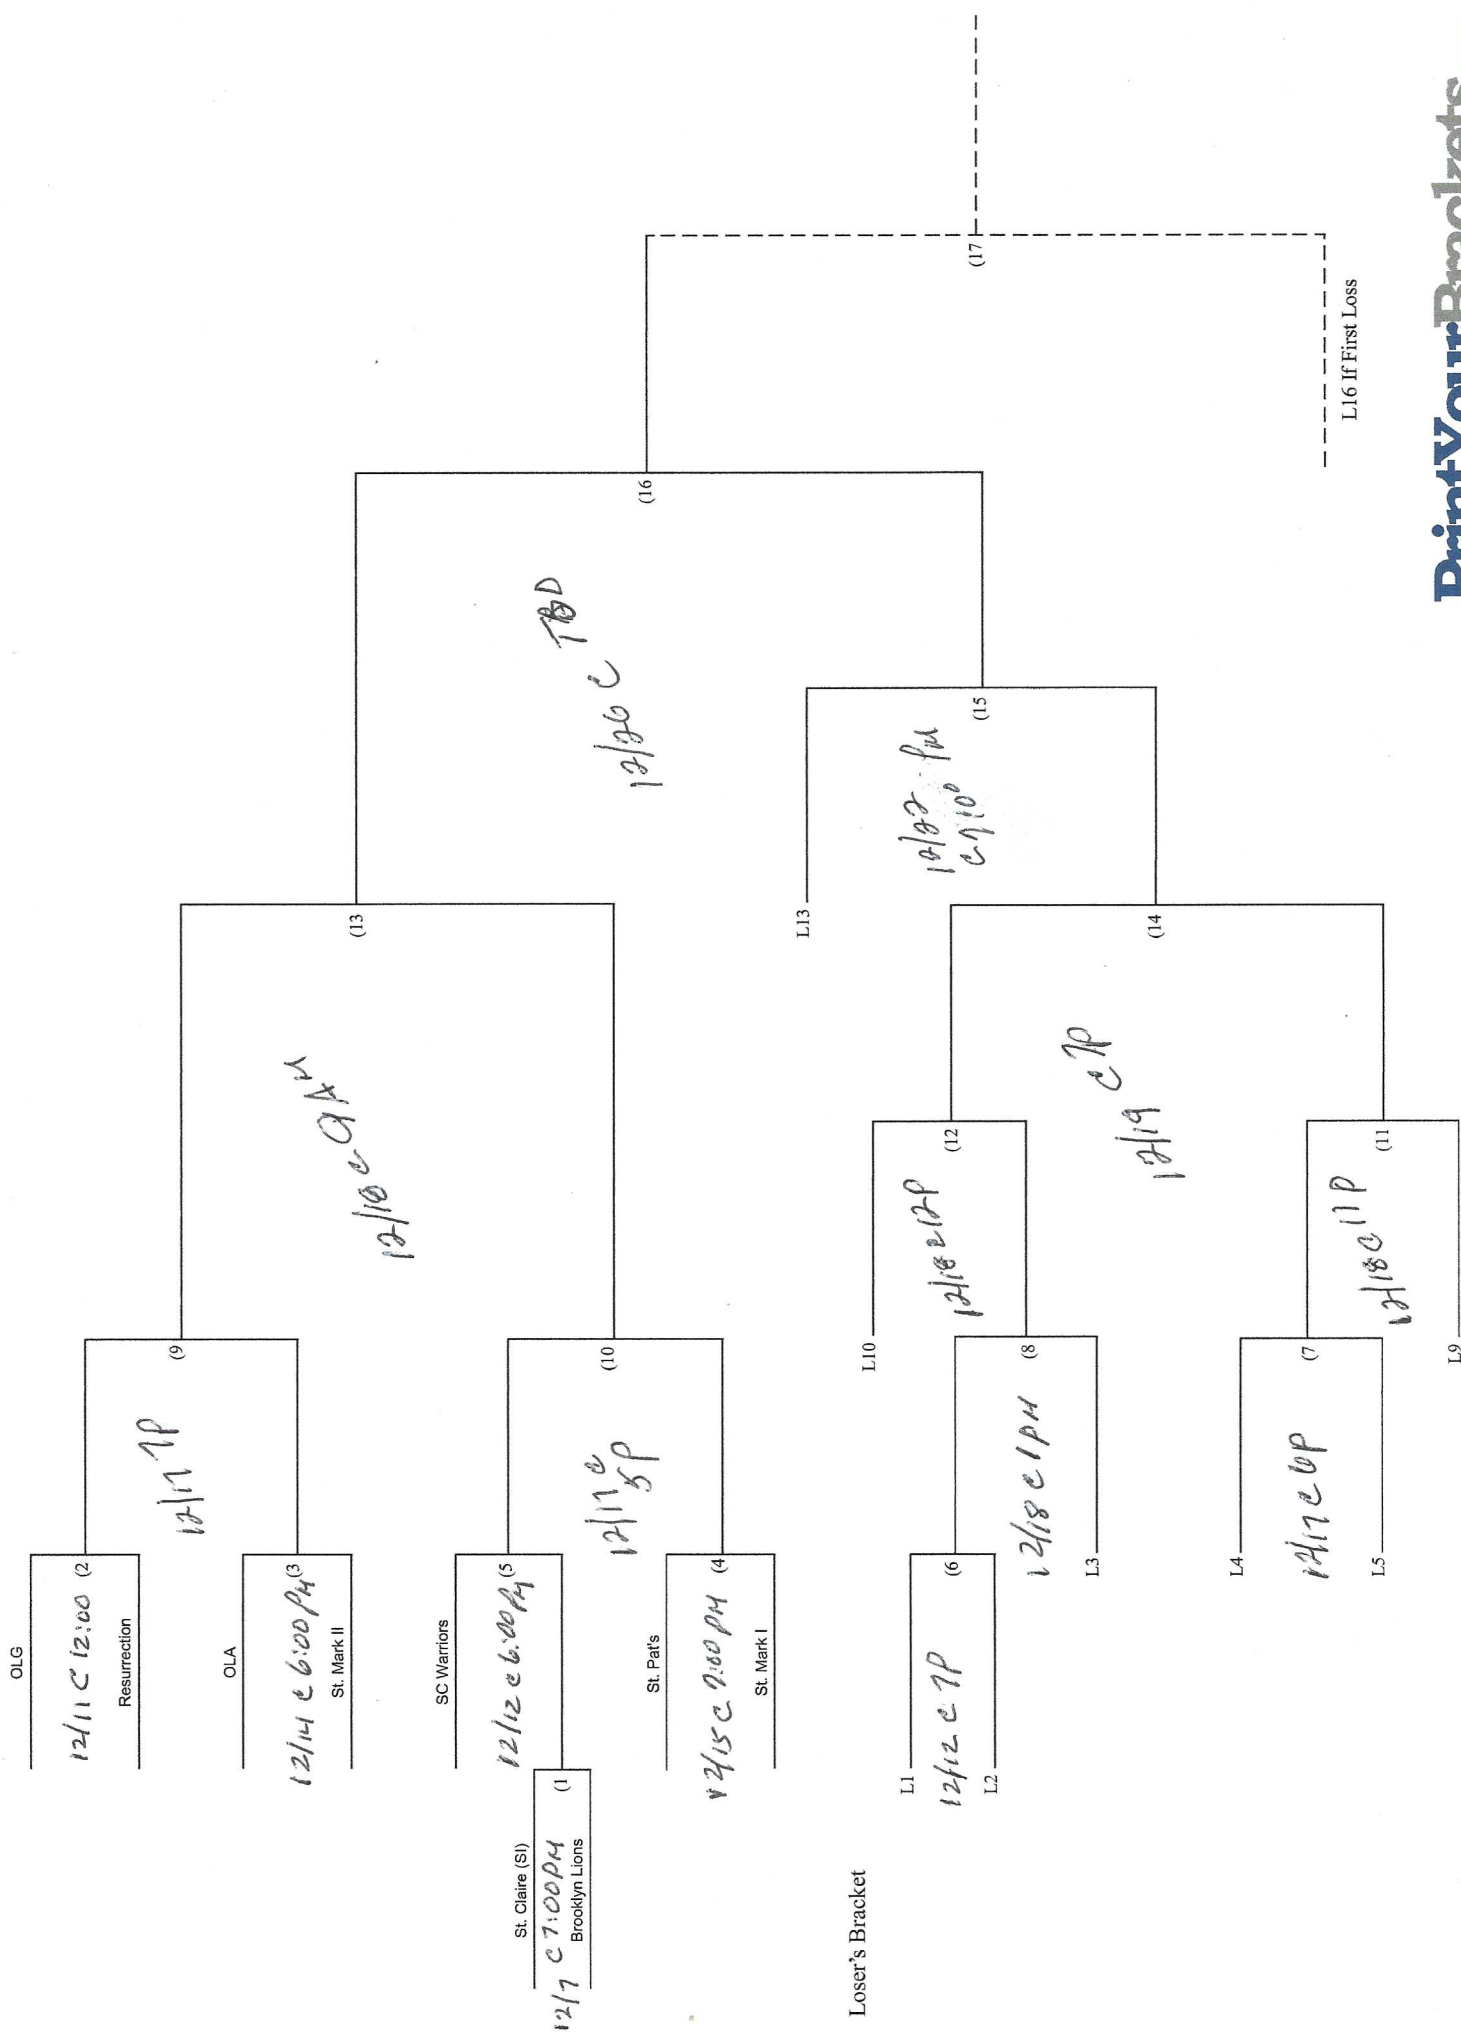 OLG
12/11 @ 12:00 (2
Resurrection
OLA
12/14 @ 6:00 PM (3
St. Mark II
12/17 7P
(9
12/18 @ 9AM
(13
SC Warriors
12/12 @ 6:00 PM (5
St. Claire (SI)
12/7 @ 7:00 PM (1
Brooklyn Lions
12/17 @
5P
(10
St. Pat's
12/15 @ 7:00 PM (4
St. Mark I
12/20 @ TBD
(16
(17
L16 If First Loss
Loser's Bracket
L1
12/12 @ 7P
(6
L2
L10
12/18 @ 12P
(12
12/18 @ 1PM
(8
L3
12/19 @ 7P
(14
L13
12/22 PM
(15
L4
12/17 @ 6P
(7
L5
12/18 @ 11P
(11
L9
PrintYourBrackets